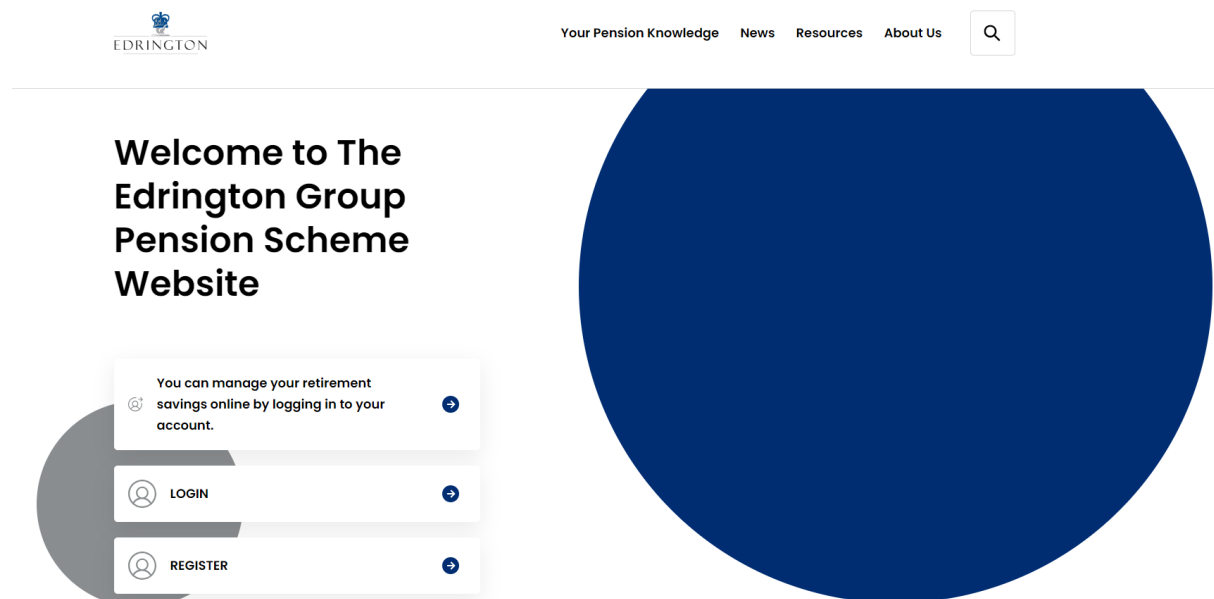 EDRINGTON
Your Pension Knowledge News Resources About Us
Welcome to The
Edrington Group
Pension Scheme
Website
You can manage your retirement
savings online by logging in to your
account.
LOGIN
REGISTER